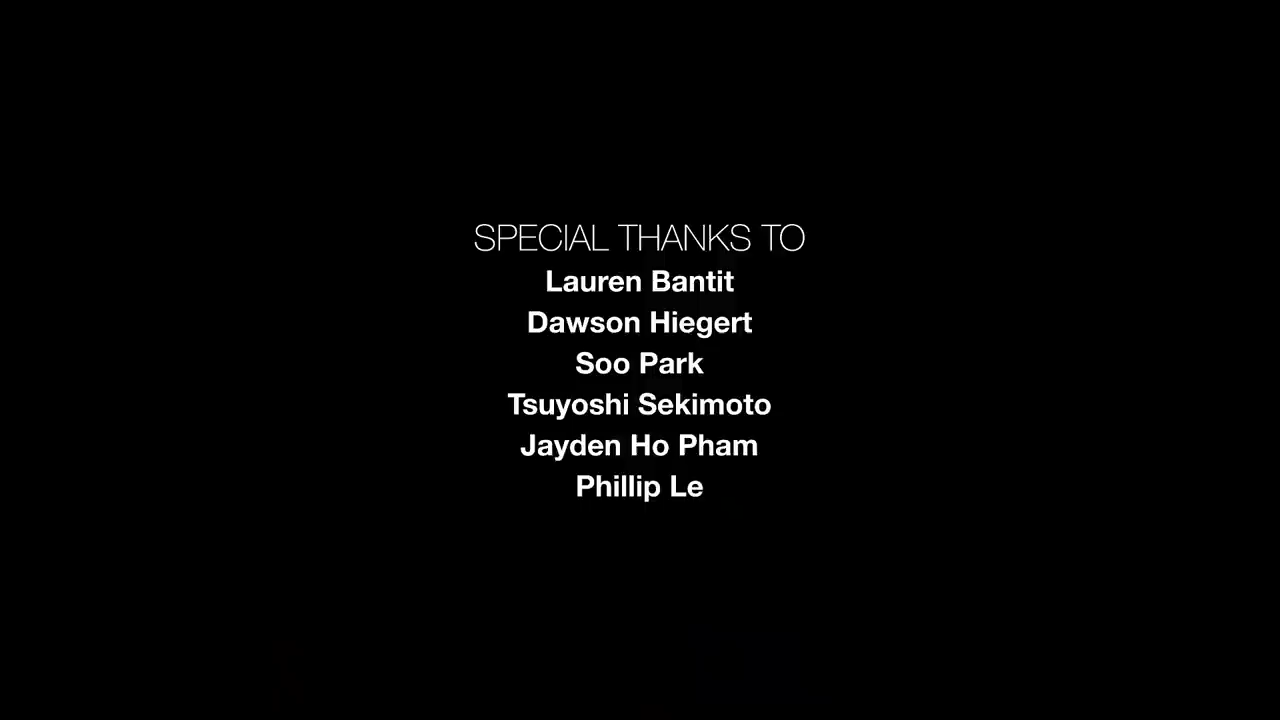 SPECIAL THANKS TO
Lauren Bantit
Dawson Hiegert
Soo Park
Tsuyoshi Sekimoto
Jayden Ho Pham
Phillip Le